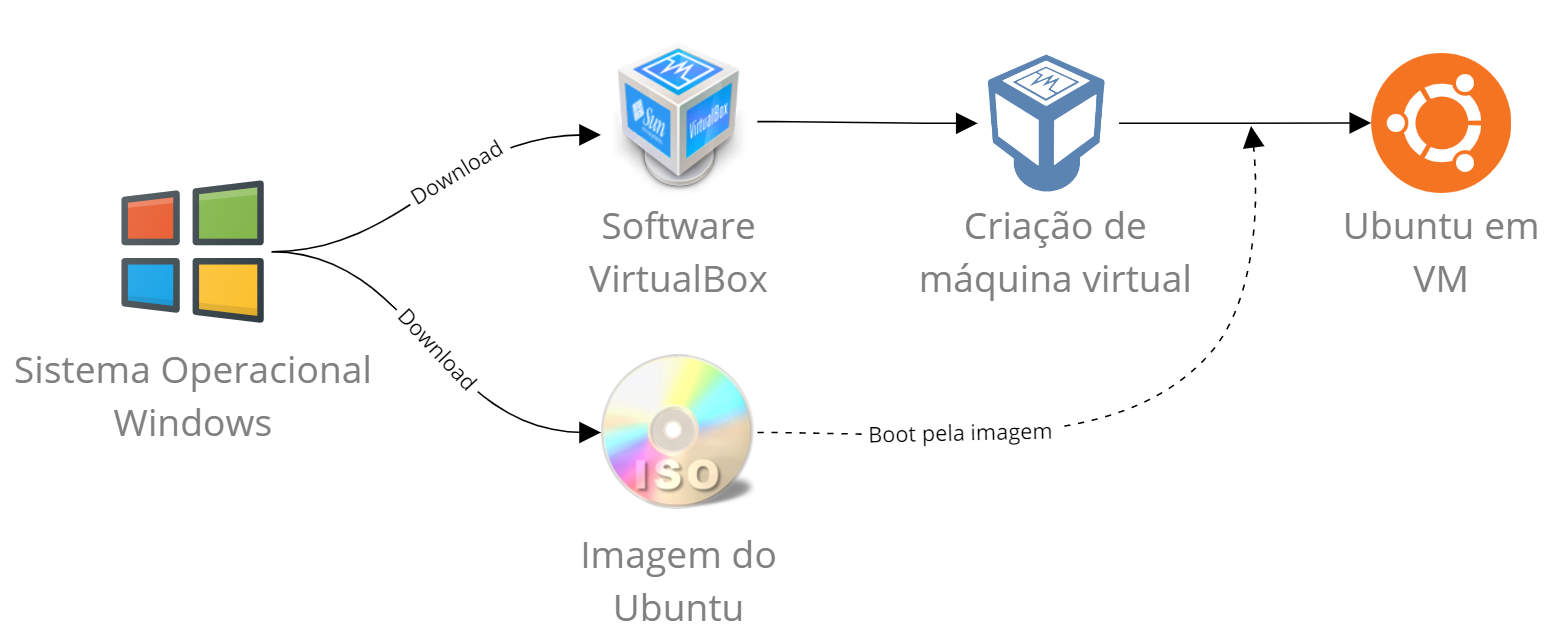 Download
Sun
VirtualBox
Software
VirtualBox
Criação de
máquina virtual
Ubuntu em
VM
Sistema Operacional
Windows
Download
ISO
Boot pela imagem
Imagem do
Ubuntu